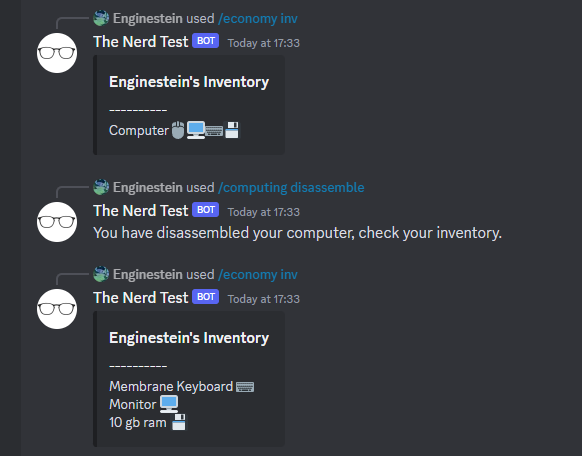 Enginestein used /economy inv
The Nerd Test BOT Today at 17:33
Enginestein's Inventory
----------
Computer 🖱️🖥️⌨️💾
Enginestein used /computing disassemble
The Nerd Test BOT Today at 17:33
You have disassembled your computer, check your inventory.
Enginestein used /economy inv
The Nerd Test BOT Today at 17:33
Enginestein's Inventory
----------
Membrane Keyboard ⌨️
Monitor 🖥️
10 gb ram 💾